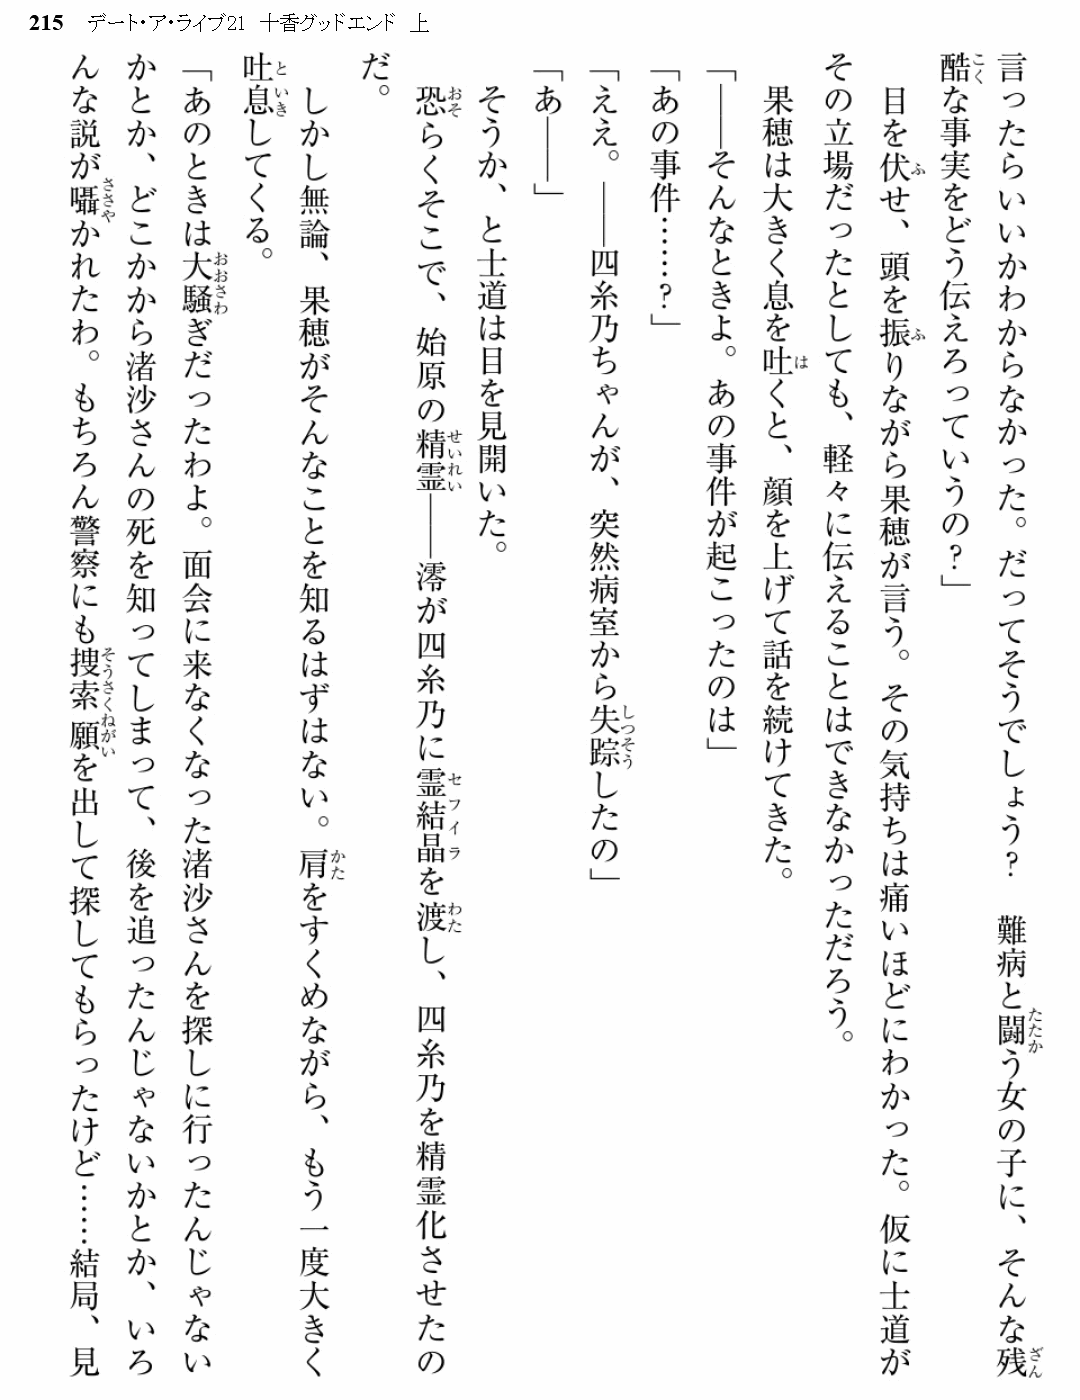 215　デート・ア・ライブ21　十香グッドエンド　上
言ったらいいかわからなかった。だってそうでしょう？　難病と闘う女の子に、そんな残
酷な事実をどう伝えろっていうの？」
　目を伏せ、頭を振りながら果穂が言う。その気持ちは痛いほどにわかった。仮に士道が
その立場だったとしても、軽々に伝えることはできなかっただろう。
　果穂は大きく息を吐くと、顔を上げて話を続けてきた。
「――そんなときよ。あの事件が起こったのは」
「あの事件……？」
「ええ。――四糸乃ちゃんが、突然病室から失踪したの」
「あ――」
　そうか、と士道は目を見開いた。
　恐らくそこで、始原の精霊――澪が四糸乃に霊結晶を渡し、四糸乃を精霊化させたの
だ。
　しかし無論、果穂がそんなことを知るはずはない。肩をすくめながら、もう一度大きく
吐息してくる。
「あのときは大騒ぎだったわよ。面会に来なくなった渚沙さんを探しに行ったんじゃない
かとか、どこかから渚沙さんの死を知ってしまって、後を追ったんじゃないかとか、いろ
んな説が囁かれたわ。もちろん警察にも捜索願を出して探してもらったけど……結局、見